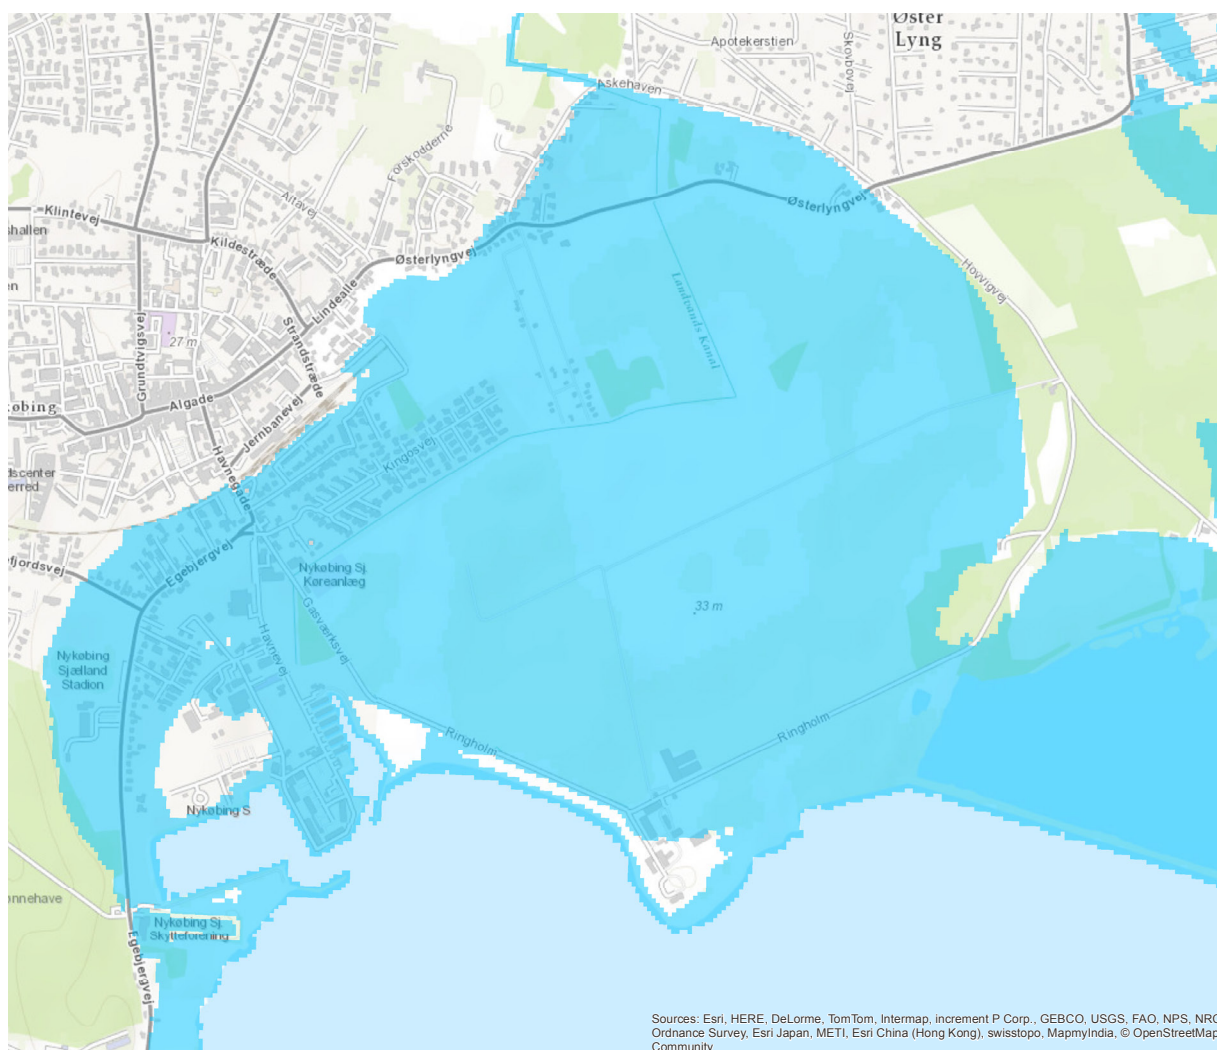 Øster
Lyng
Apotekerstien
Skovbovej
Askehaven
Forskodderne
Klintevej
Kildestræde
Østerlyngvej
Østerlyngvej
Hovvigvej
Lindealle
Grundtvigsvej
27 m
Strandstræde
Landvands Kanal
Algade
Jernbanevej
Kingosvej
Havnegade
Egebjergvej
Nykøbing Sj.
Køreanlæg
Gasværksvej
33 m
Havnevej
Nykøbing
Sjælland
Stadion
Ringholm
Ringholm
Nykøbing S
Nykøbing Sj.
Skytteforening
Egebjergvej
Sources: Esri, HERE, DeLorme, TomTom, Intermap, increment P Corp., GEBCO, USGS, FAO, NPS, NRC
Ordnance Survey, Esri Japan, METI, Esri China (Hong Kong), swisstopo, MapmyIndia, © OpenStreetMap
Community